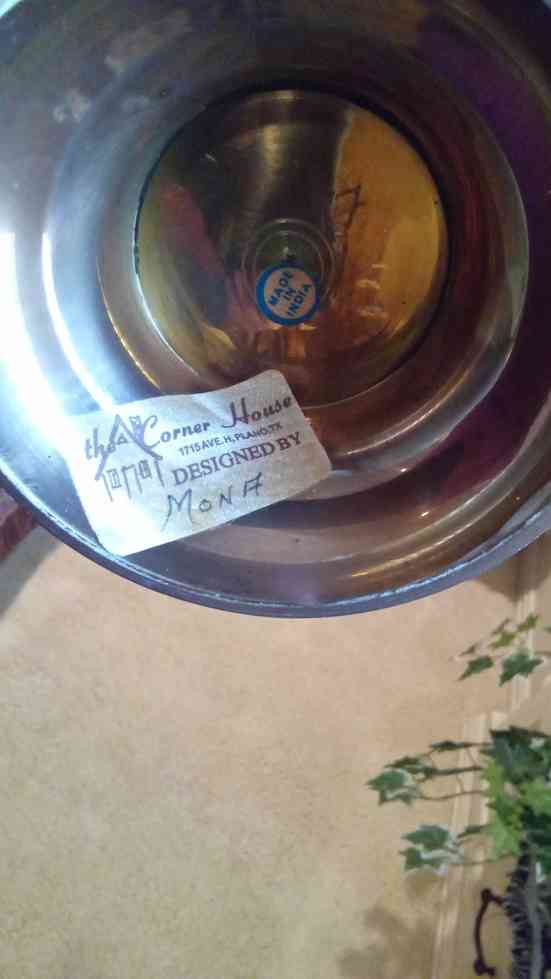 MADE
IN
INDIA
the Corner House
1715 AVE. H, PLANO, TX
DESIGNED BY
MONA